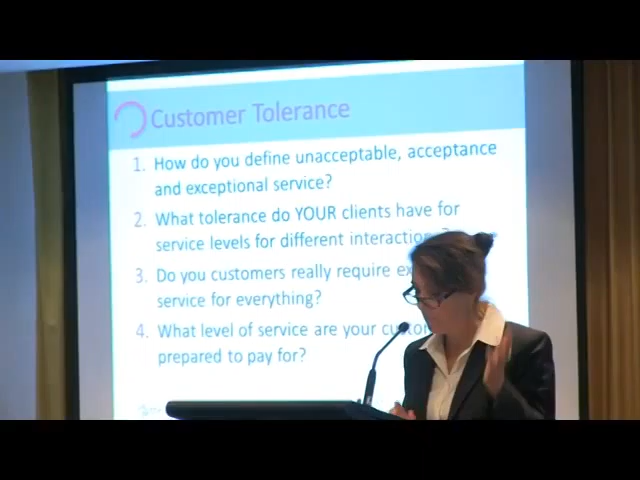 Customer Tolerance
1. How do you define unacceptable, acceptance
and exceptional service?
2. What tolerance do YOUR clients have for
service levels for different interaction
3. Do you customers really require
service for everything?
4. What level of service are your
prepared to pay for?